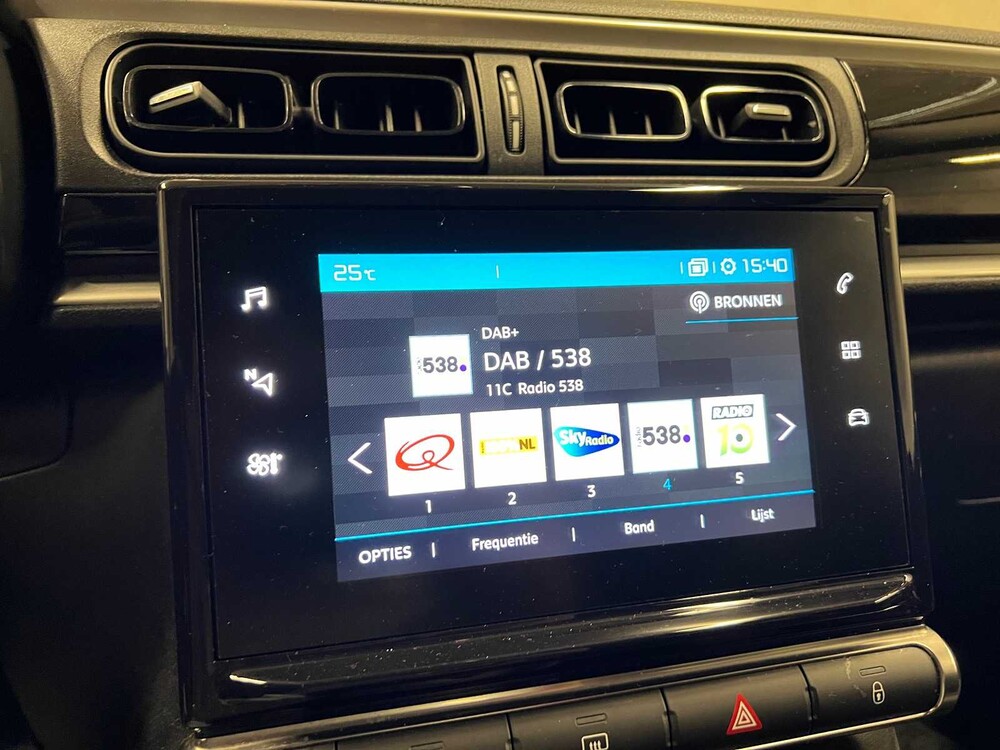 25°C
15:40
BRONNEN
DAB+
538
DAB / 538
11C Radio 538
Q
NL
Sky Radio
radio 538
RADIO 10
1 2 3 4 5
OPTIES Frequentie Band Lijst
N